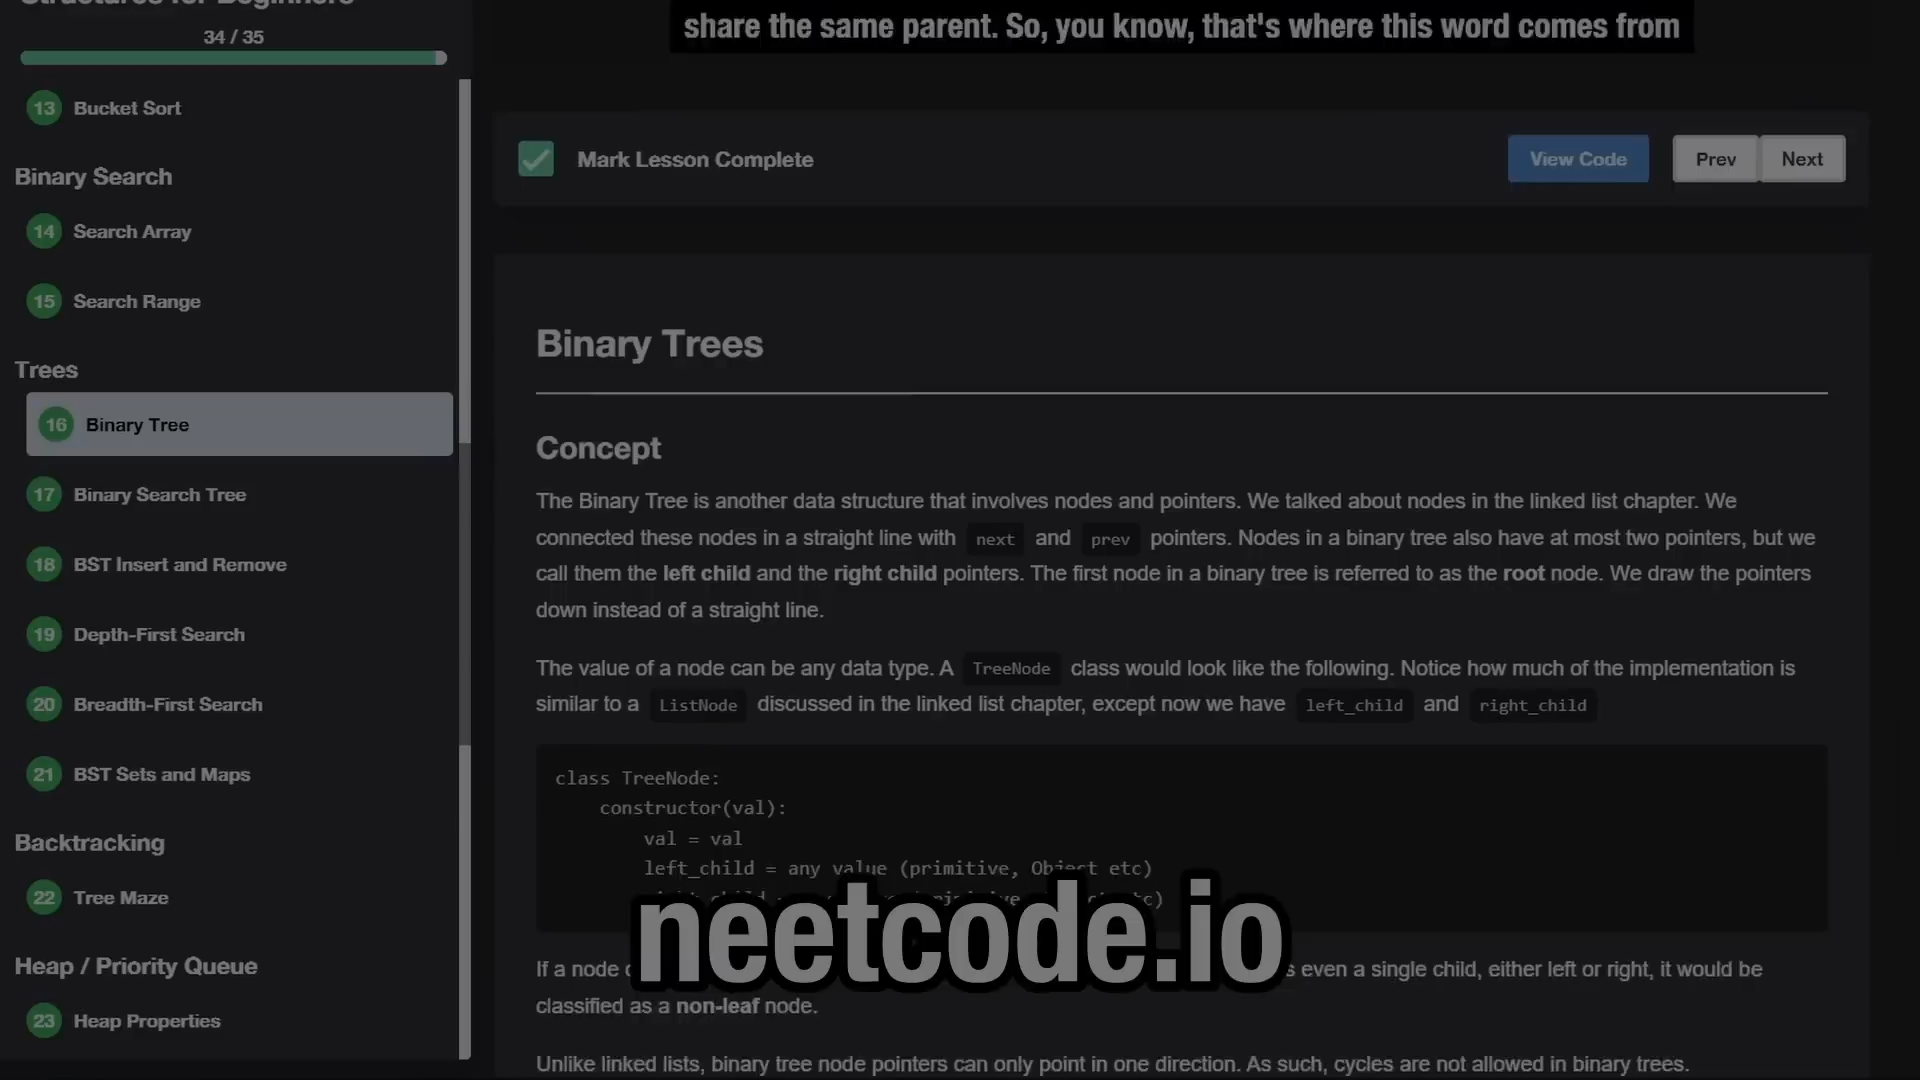 Structures for Beginners
34 / 35
13 Bucket Sort
Binary Search
14 Search Array
15 Search Range
Trees
16 Binary Tree
17 Binary Search Tree
18 BST Insert and Remove
19 Depth-First Search
20 Breadth-First Search
21 BST Sets and Maps
Backtracking
22 Tree Maze
Heap / Priority Queue
23 Heap Properties
share the same parent. So, you know, that's where this word comes from
Mark Lesson Complete
View Code
Prev
Next
Binary Trees
Concept
The Binary Tree is another data structure that involves nodes and pointers. We talked about nodes in the linked list chapter. We
connected these nodes in a straight line with next and prev pointers. Nodes in a binary tree also have at most two pointers, but we
call them the left child and the right child pointers. The first node in a binary tree is referred to as the root node. We draw the pointers
down instead of a straight line.
The value of a node can be any data type. A TreeNode class would look like the following. Notice how much of the implementation is
similar to a ListNode discussed in the linked list chapter, except now we have left_child and right_child
class TreeNode:
constructor(val):
val = val
left_child = any value (primitive, Object etc)
neetcode.io
If a node
even a single child, either left or right, it would be
classified as a non-leaf node.
Unlike linked lists, binary tree node pointers can only point in one direction. As such, cycles are not allowed in binary trees.